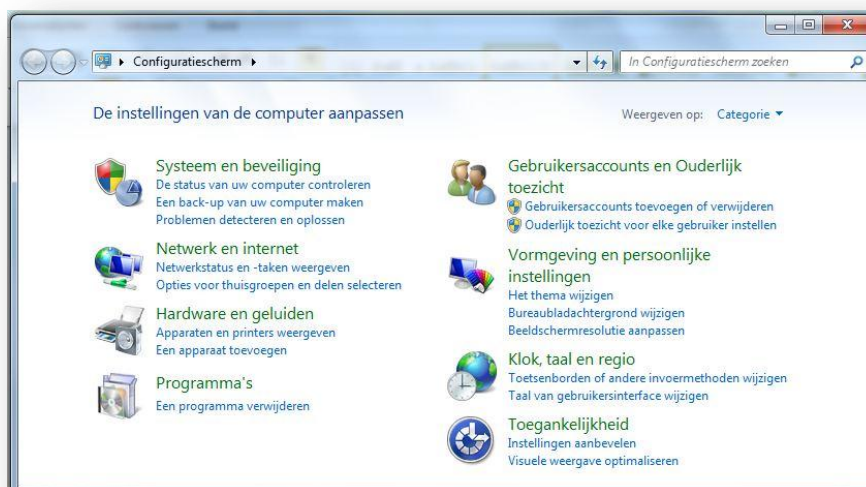 Configuratiescherm
In Configuratiescherm zoeken
De instellingen van de computer aanpassen
Weergeven op: Categorie
Systeem en beveiliging
De status van uw computer controleren
Een back-up van uw computer maken
Problemen detecteren en oplossen
Netwerk en internet
Netwerkstatus en -taken weergeven
Opties voor thuisgroepen en delen selecteren
Hardware en geluiden
Apparaten en printers weergeven
Een apparaat toevoegen
Programma's
Een programma verwijderen
Gebruikersaccounts en Ouderlijk
toezicht
Gebruikersaccounts toevoegen of verwijderen
Ouderlijk toezicht voor elke gebruiker instellen
Vormgeving en persoonlijke
instellingen
Het thema wijzigen
Bureaubladachtergrond wijzigen
Beeldschermresolutie aanpassen
Klok, taal en regio
Toetsenborden of andere invoermethoden wijzigen
Taal van gebruikersinterface wijzigen
Toegankelijkheid
Instellingen aanbevelen
Visuele weergave optimaliseren